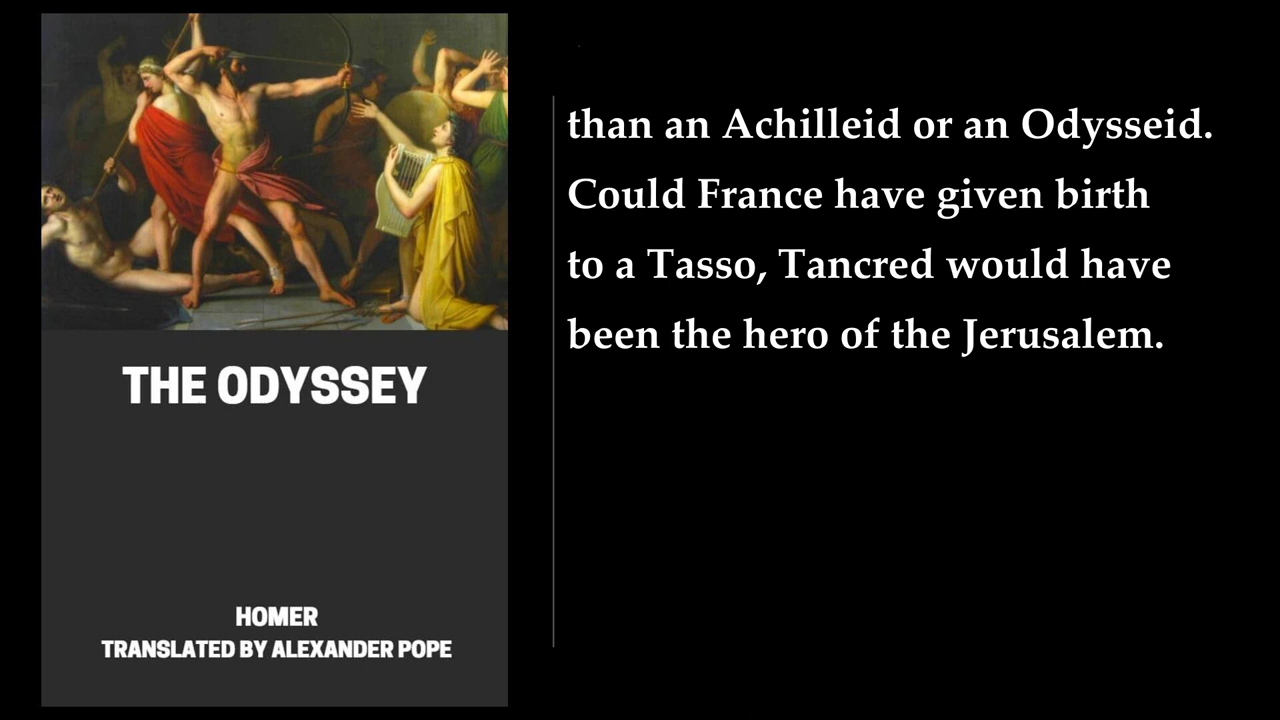 THE ODYSSEY
HOMER
TRANSLATED BY ALEXANDER POPE
than an Achilleid or an Odysseid.
Could France have given birth
to a Tasso, Tancred would have
been the hero of the Jerusalem.